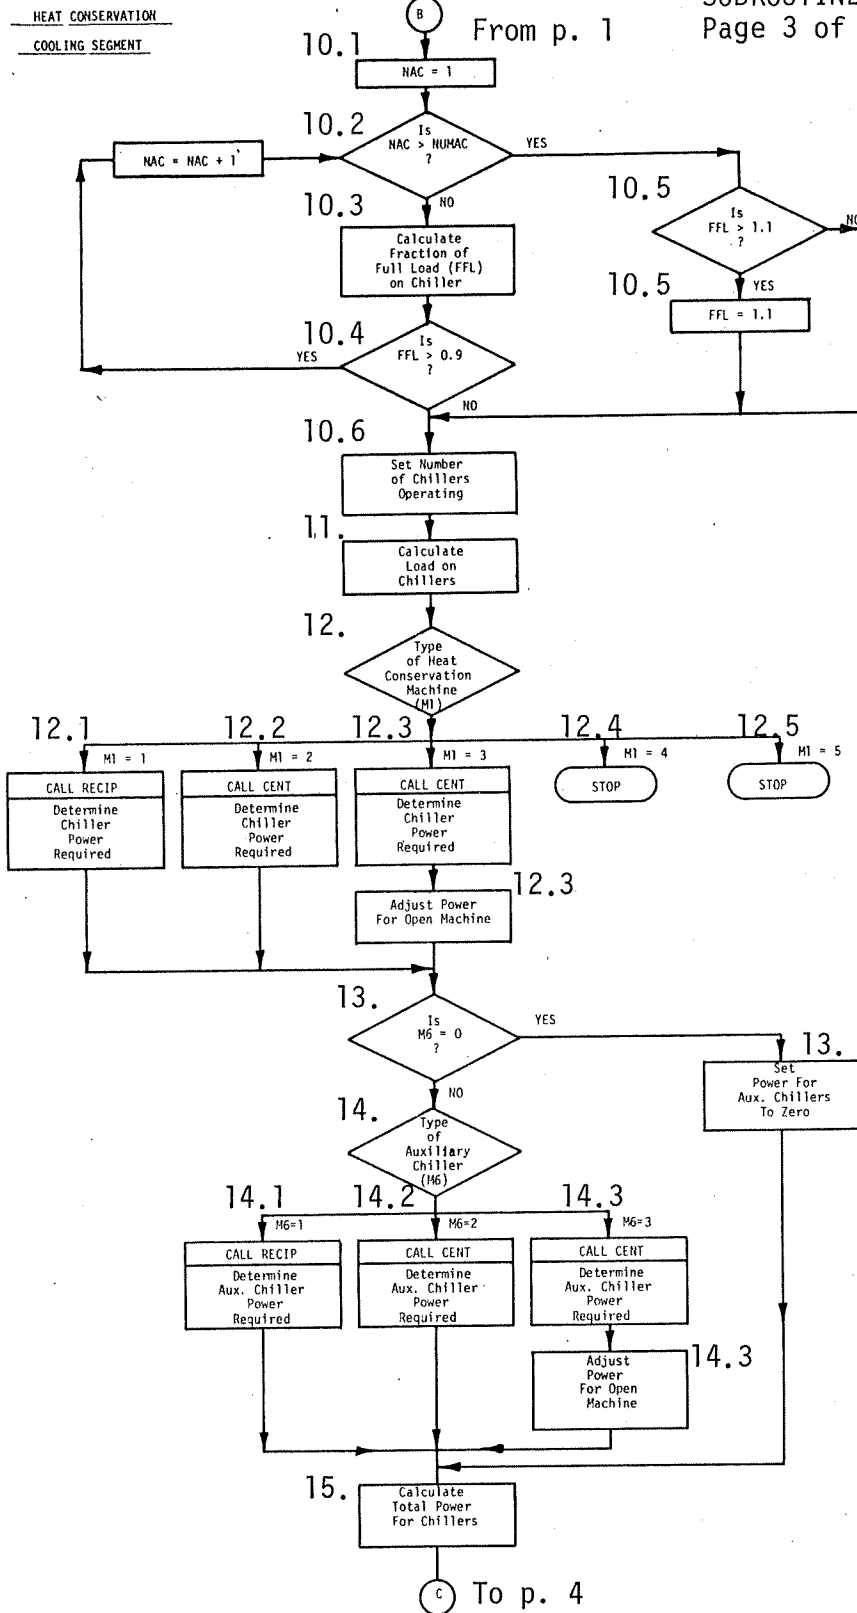 HEAT CONSERVATION
COOLING SEGMENT
B
From p. 1
SUBROUTINE
Page 3 of
10.1
NAC = 1
10.2
Is
NAC > NUMAC
?
YES
NO
NAC = NAC + 1
10.3
Calculate
Fraction of
Full Load (FFL)
on Chiller
10.5
Is
FFL > 1.1
?
NO
YES
10.5
FFL = 1.1
10.4
Is
FFL > 0.9
?
YES
NO
10.6
Set Number
of Chillers
Operating
11.
Calculate
Load on
Chillers
12.
Type
of Heat
Conservation
Machine
(M1)
12.1
M1 = 1
CALL RECIP
Determine
Chiller
Power
Required
12.2
M1 = 2
CALL CENT
Determine
Chiller
Power
Required
12.3
M1 = 3
CALL CENT
Determine
Chiller
Power
Required
12.4
M1 = 4
STOP
12.5
M1 = 5
STOP
12.3
Adjust Power
For Open Machine
13.
Is
M6 = 0
?
YES
NO
13.
Set
Power For
Aux. Chillers
To Zero
14.
Type
of
Auxiliary
Chiller
(M6)
14.1
M6=1
CALL RECIP
Determine
Aux. Chiller
Power
Required
14.2
M6=2
CALL CENT
Determine
Aux. Chiller
Power
Required
14.3
M6=3
CALL CENT
Determine
Aux. Chiller
Power
Required
14.3
Adjust
Power
For Open
Machine
15.
Calculate
Total Power
For Chillers
C
To p. 4